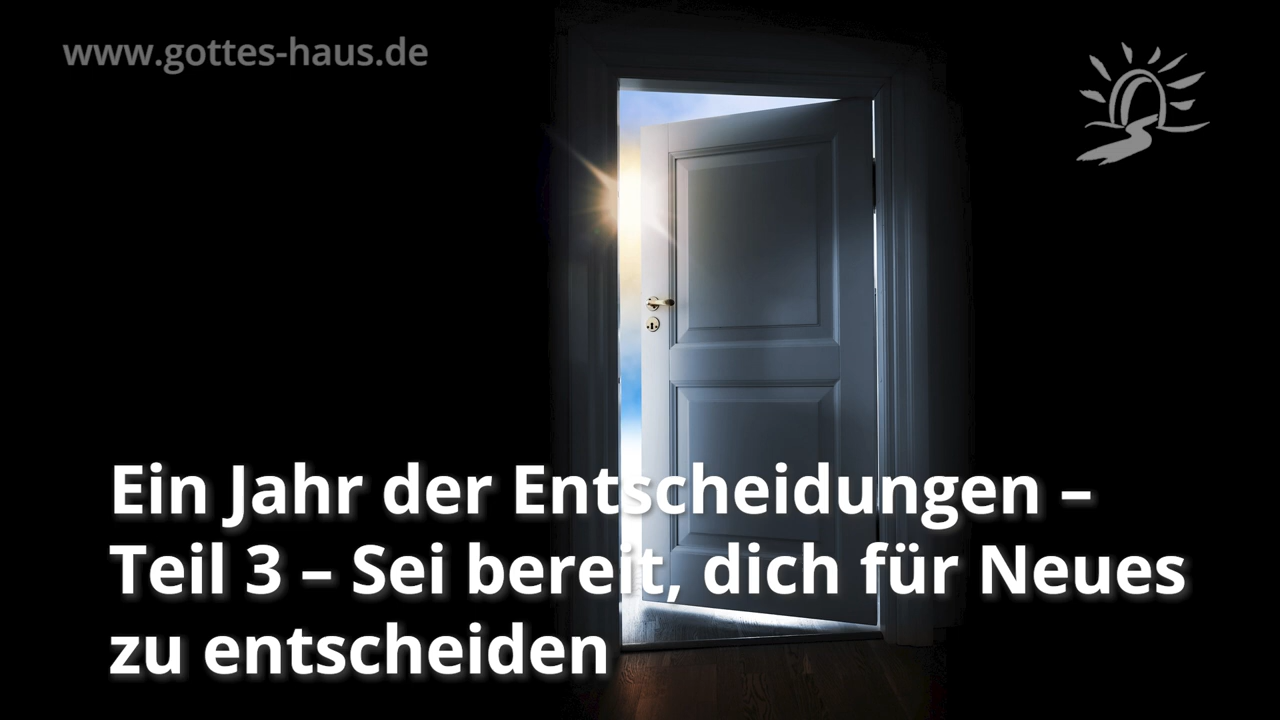 www.gottes-haus.de
Ein Jahr der Entscheidungen –
Teil 3 – Sei bereit, dich für Neues
zu entscheiden